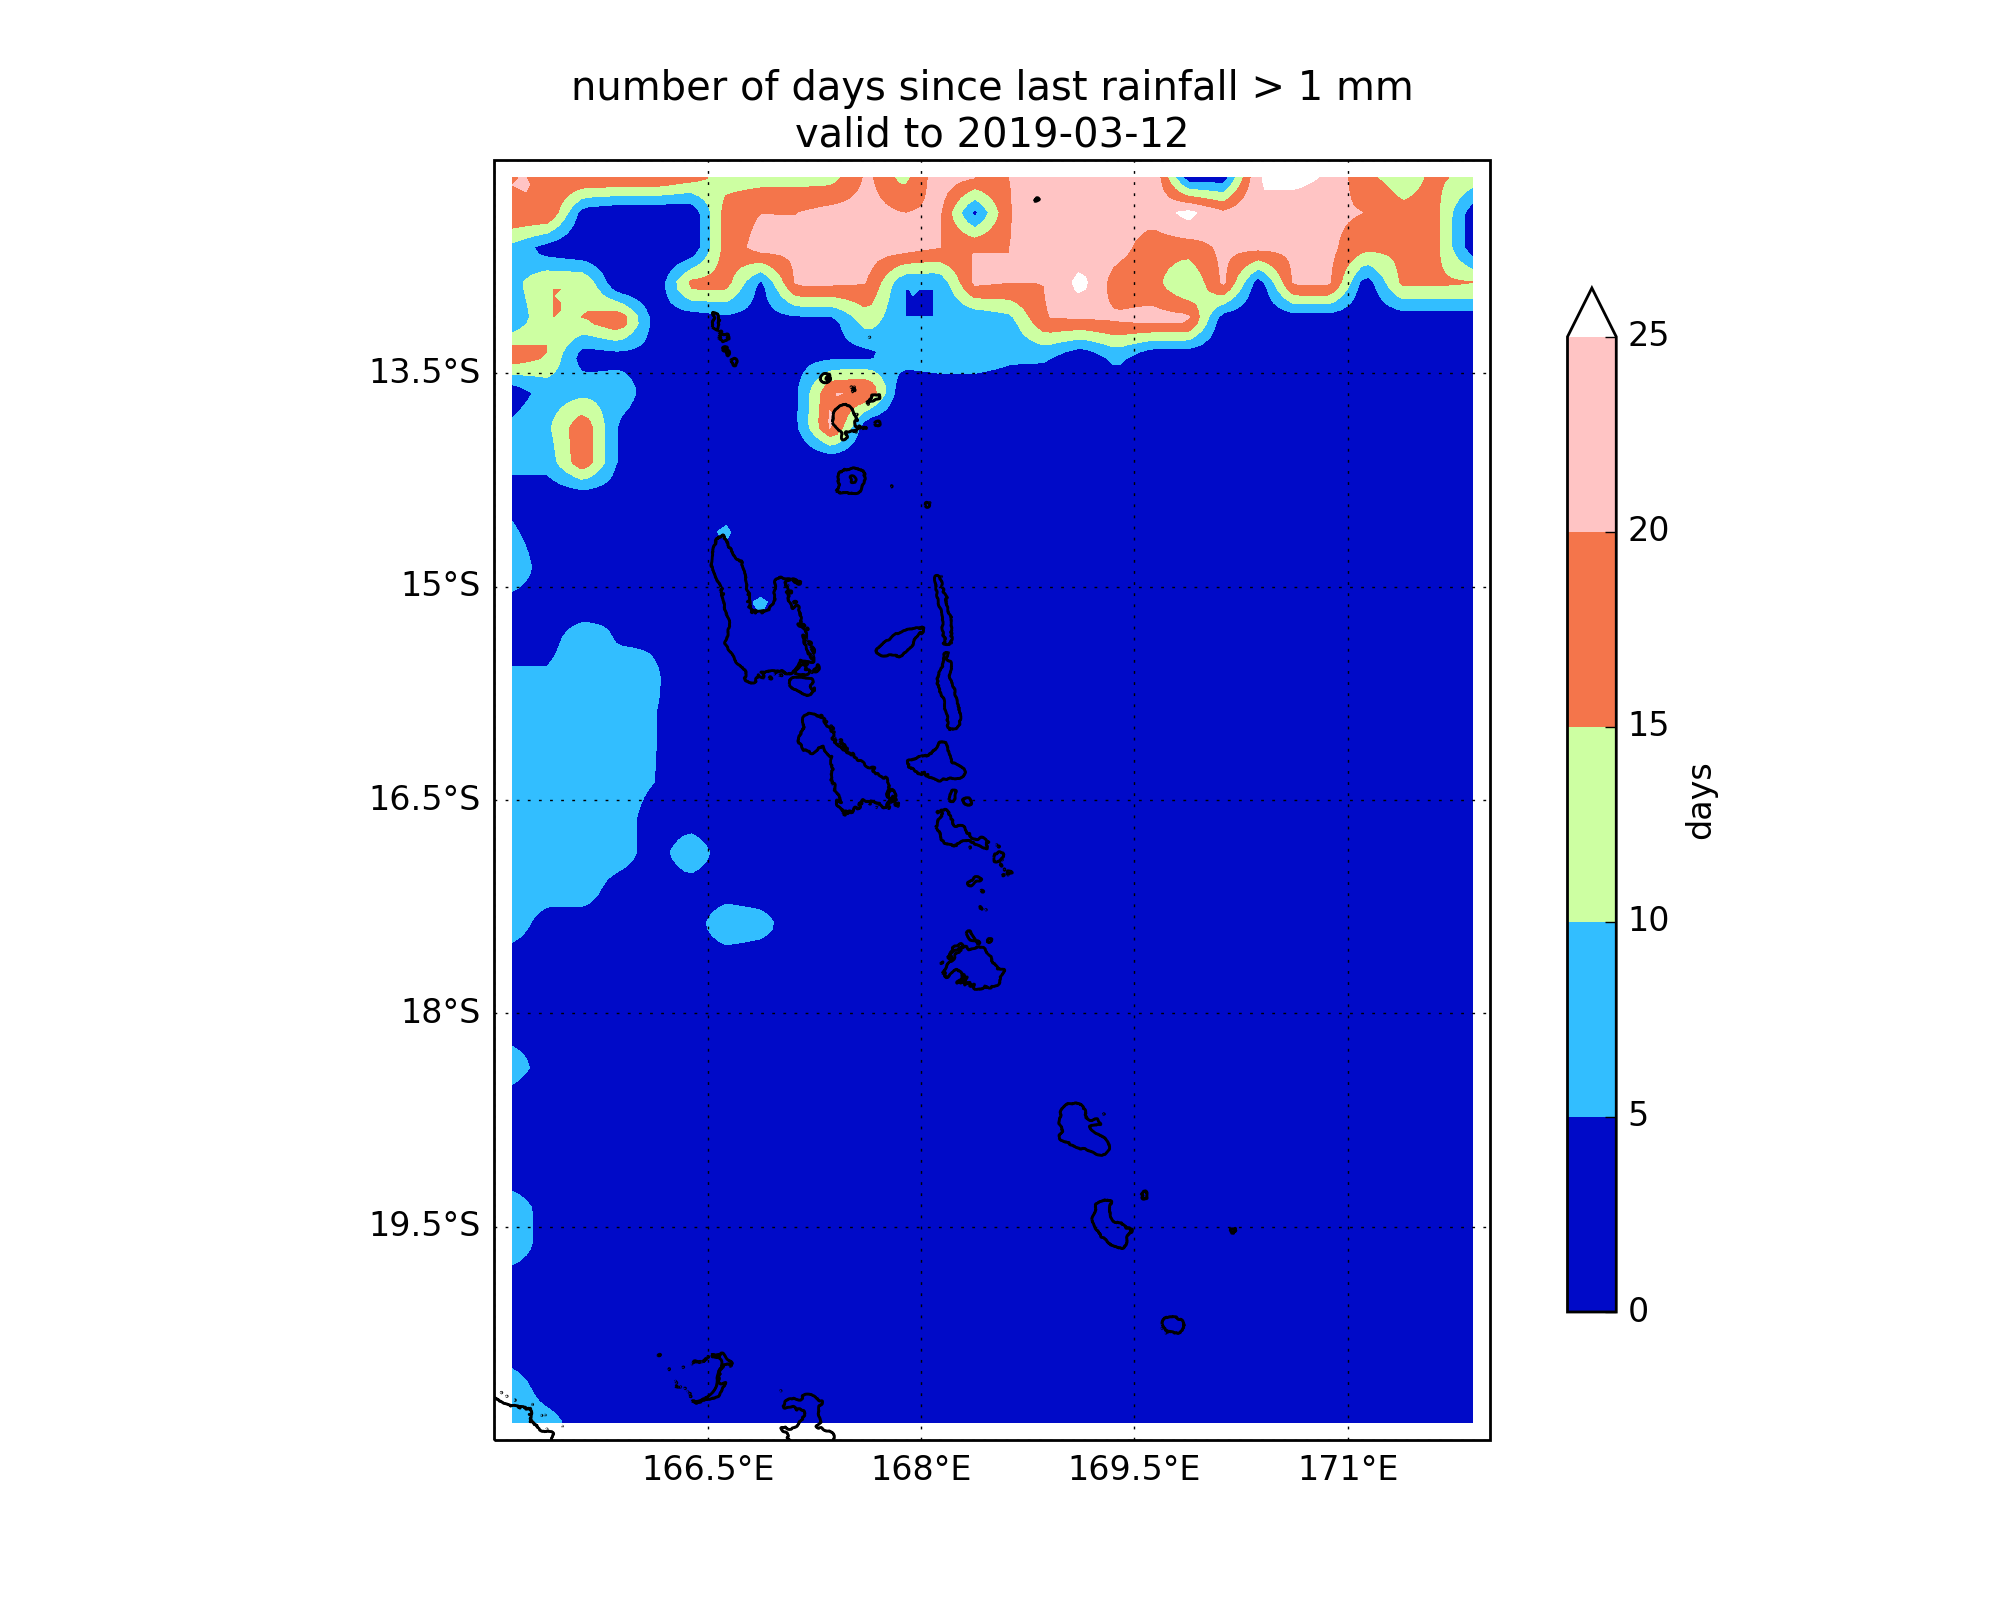 number of days since last rainfall > 1 mm
valid to 2019-03-12
13.5°S
15°S
16.5°S
18°S
19.5°S
166.5°E
168°E
169.5°E
171°E
25
20
15
10
5
0
days